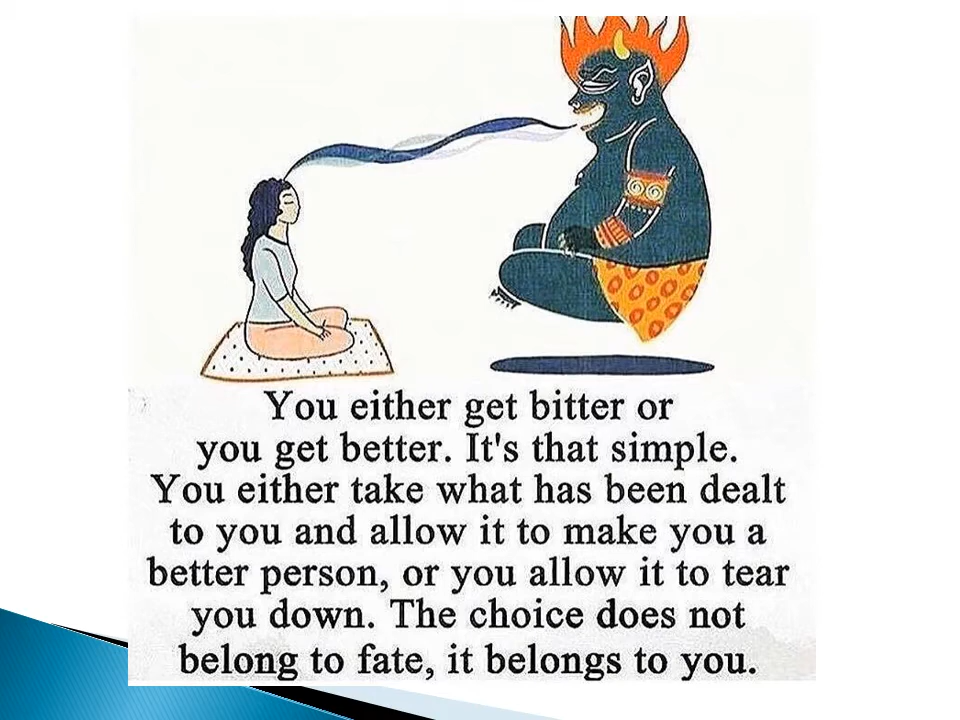 You either get bitter or
you get better. It's that simple.
You either take what has been dealt
to you and allow it to make you a
better person, or you allow it to tear
you down. The choice does not
belong to fate, it belongs to you.